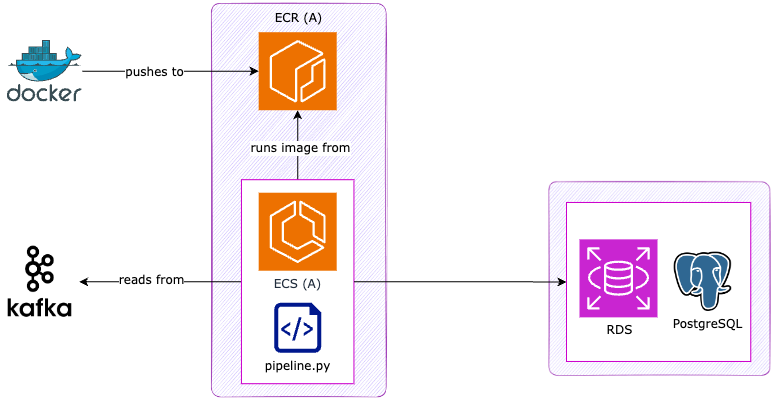 ECR (A)
docker
pushes to
runs image from
kafka
reads from
ECS (A)
</>
pipeline.py
RDS
PostgreSQL